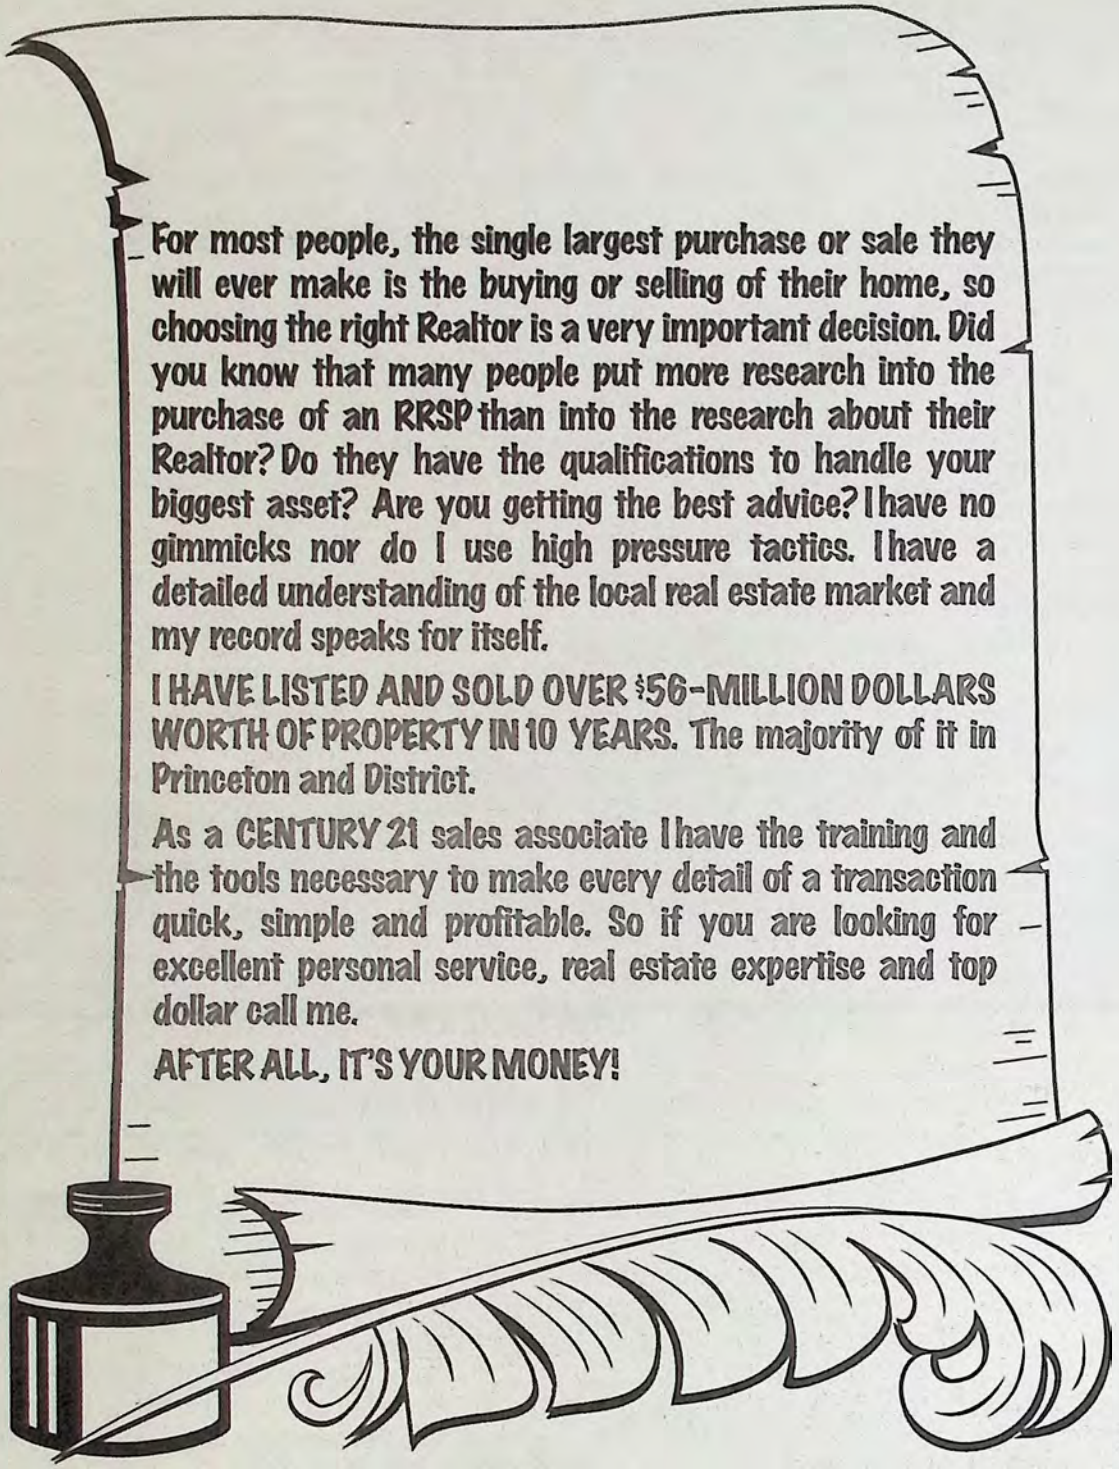 For most people, the single largest purchase or sale they
will ever make is the buying or selling of their home, so
choosing the right Realtor is a very important decision. Did
you know that many people put more research into the
purchase of an RRSP than into the research about their
Realtor? Do they have the qualifications to handle your
biggest asset? Are you getting the best advice? I have no
gimmicks nor do I use high pressure tactics. I have a
detailed understanding of the local real estate market and
my record speaks for itself.
I HAVE LISTED AND SOLD OVER $56-MILLION DOLLARS
WORTH OF PROPERTY IN 10 YEARS. The majority of it in
Princeton and District.
As a CENTURY 21 sales associate I have the training and
the tools necessary to make every detail of a transaction
quick, simple and profitable. So if you are looking for
excellent personal service, real estate expertise and top
dollar call me.
AFTER ALL, IT'S YOUR MONEY!